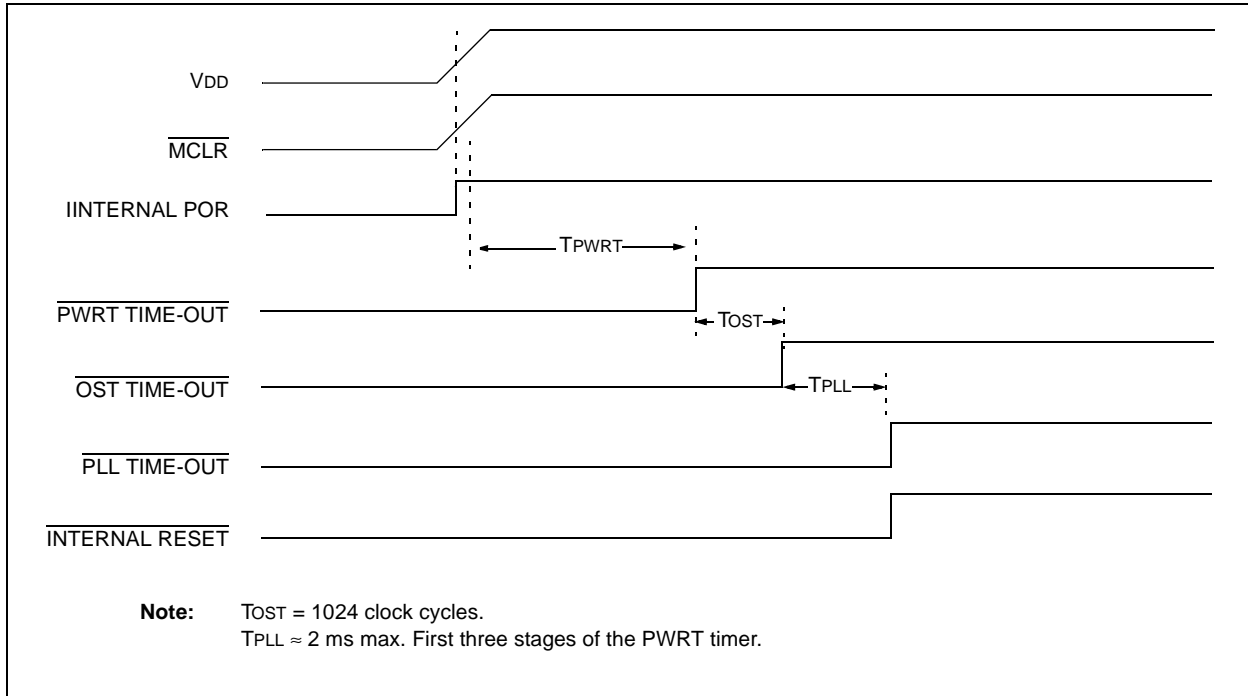 VDD
MCLR
IINTERNAL POR
TPWRT
PWRT TIME-OUT
TOST
OST TIME-OUT
TPLL
PLL TIME-OUT
INTERNAL RESET
Note: TOST = 1024 clock cycles.
TPLL ≈ 2 ms max. First three stages of the PWRT timer.